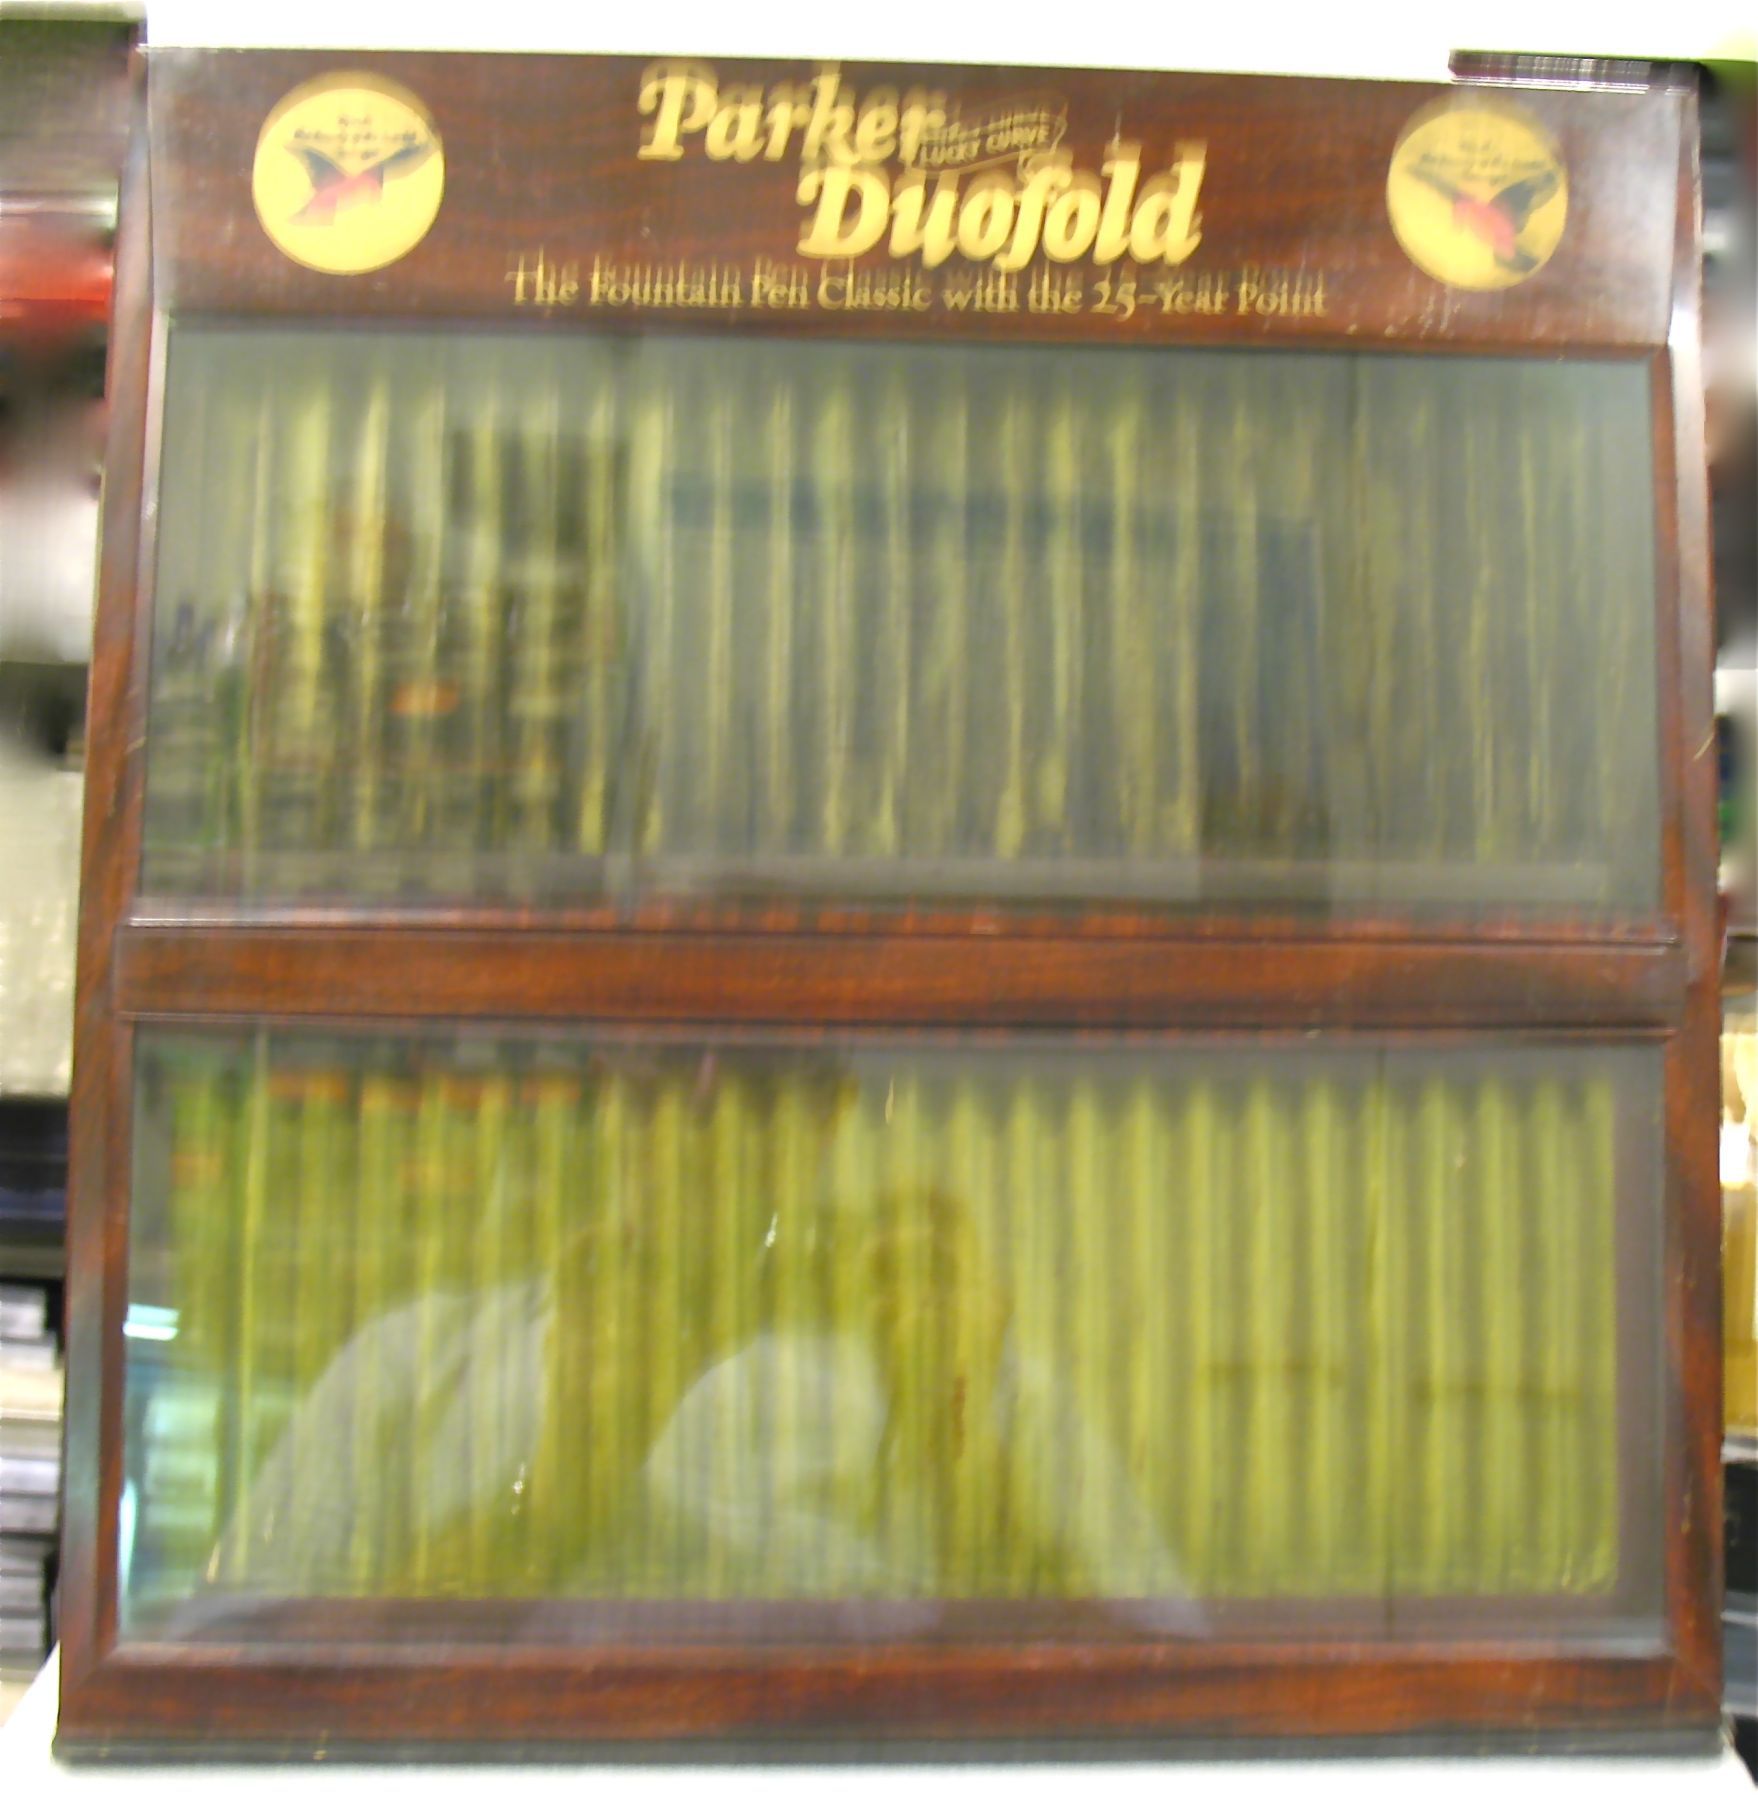 Parker
LUCKY CURVE
Duofold
The Fountain Pen Classic with the 25-Year Point